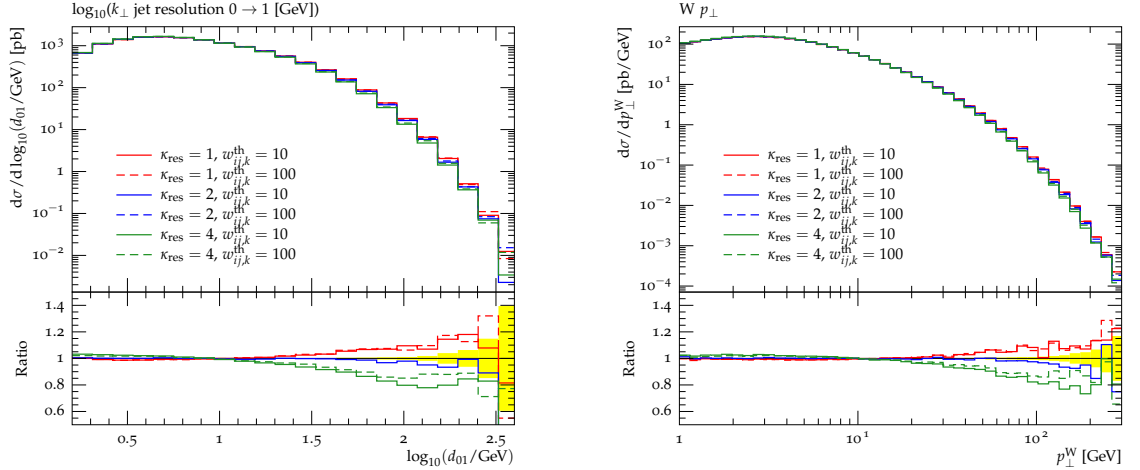 log₁₀(k⊥ jet resolution 0 → 1 [GeV])
dσ/d log₁₀(d₀₁/GeV) [pb]
10³
10²
10¹
1
10⁻¹
10⁻²
κres = 1, w^th_ij,k = 10
κres = 1, w^th_ij,k = 100
κres = 2, w^th_ij,k = 10
κres = 2, w^th_ij,k = 100
κres = 4, w^th_ij,k = 10
κres = 4, w^th_ij,k = 100
Ratio
1.4
1.2
1
0.8
0.6
0.5 1 1.5 2 2.5
log₁₀(d₀₁/GeV)
W p⊥
dσ/dp⊥^W [pb/GeV]
10²
10¹
1
10⁻¹
10⁻²
10⁻³
10⁻⁴
κres = 1, w^th_ij,k = 10
κres = 1, w^th_ij,k = 100
κres = 2, w^th_ij,k = 10
κres = 2, w^th_ij,k = 100
κres = 4, w^th_ij,k = 10
κres = 4, w^th_ij,k = 100
Ratio
1.4
1.2
1
0.8
0.6
1 10¹ 10²
p⊥^W [GeV]